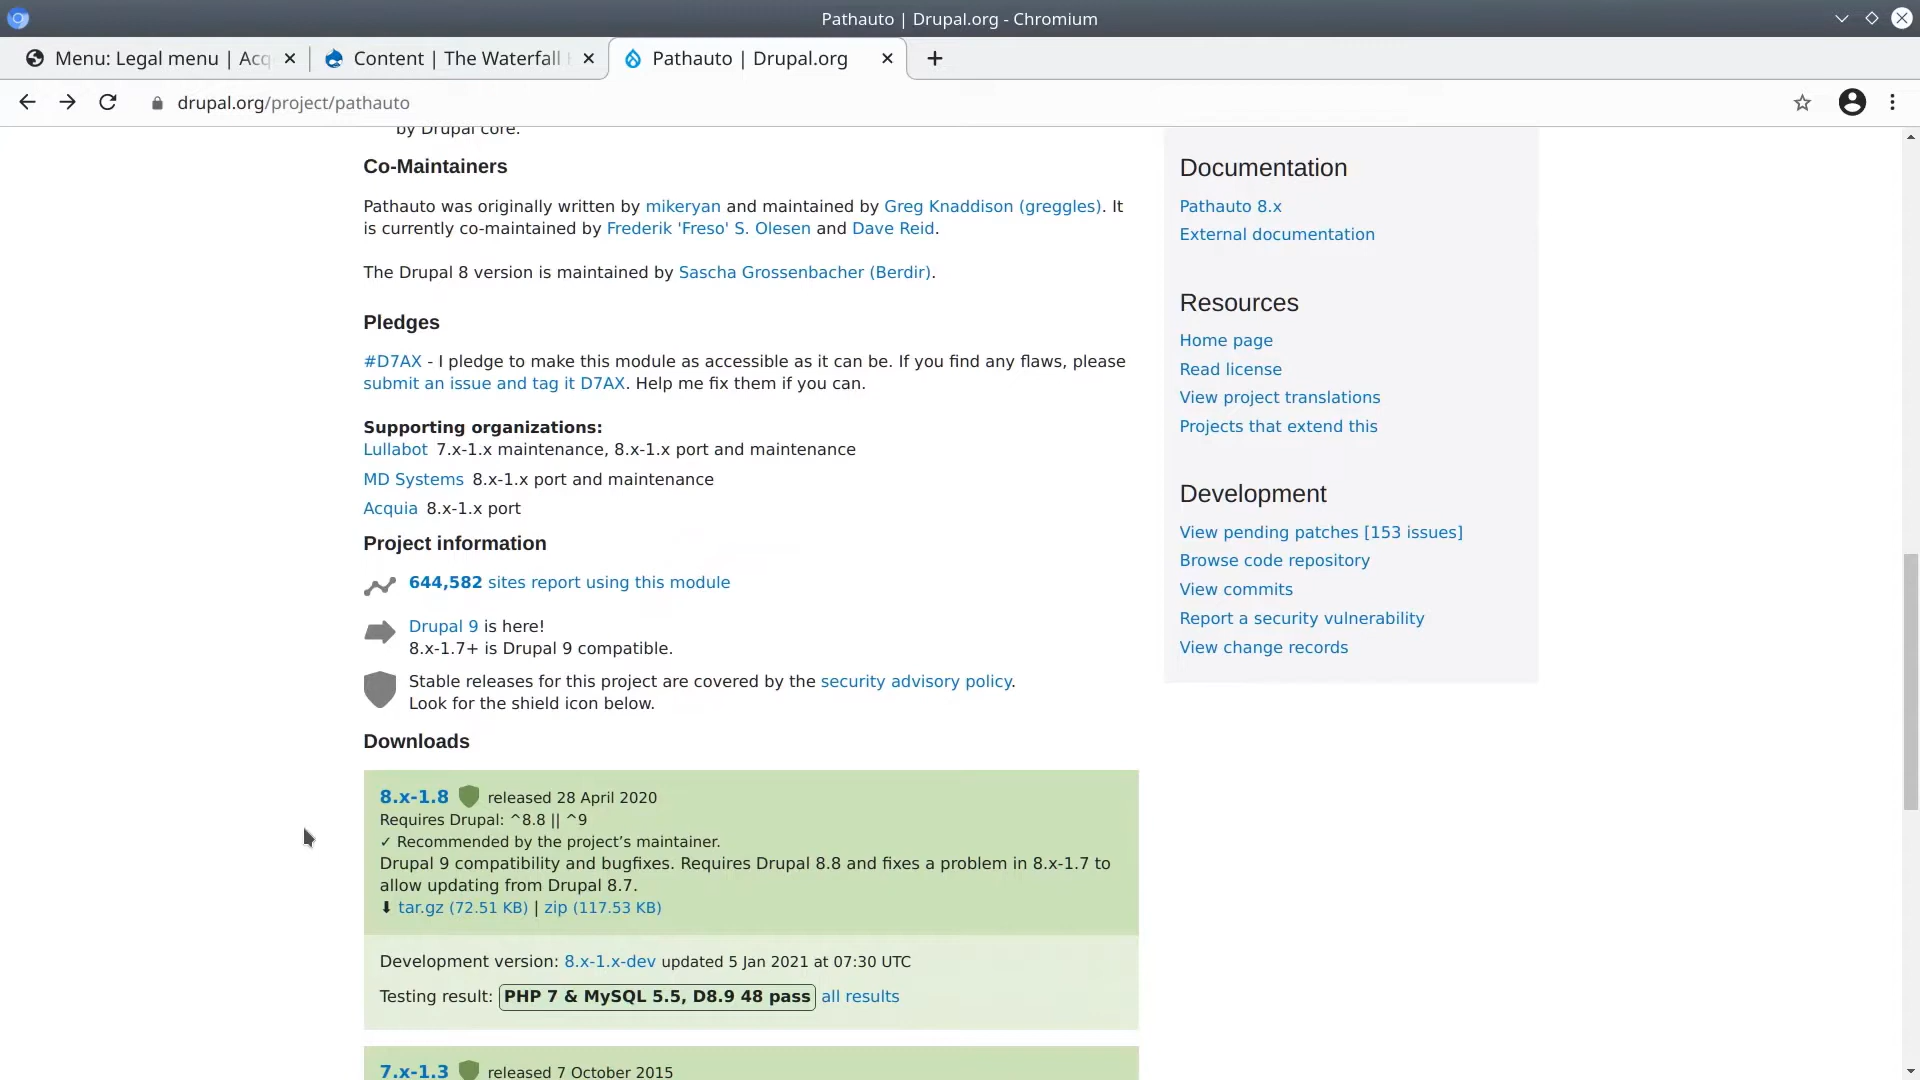 Pathauto | Drupal.org - Chromium
Menu: Legal menu | Acq
Content | The Waterfall
Pathauto | Drupal.org
drupal.org/project/pathauto
by Drupal core.
Co-Maintainers
Pathauto was originally written by mikeryan and maintained by Greg Knaddison (greggles). It
is currently co-maintained by Frederik 'Freso' S. Olesen and Dave Reid.
The Drupal 8 version is maintained by Sascha Grossenbacher (Berdir).
Pledges
#D7AX - I pledge to make this module as accessible as it can be. If you find any flaws, please
submit an issue and tag it D7AX. Help me fix them if you can.
Supporting organizations:
Lullabot 7.x-1.x maintenance, 8.x-1.x port and maintenance
MD Systems 8.x-1.x port and maintenance
Acquia 8.x-1.x port
Project information
644,582 sites report using this module
Drupal 9 is here!
8.x-1.7+ is Drupal 9 compatible.
Stable releases for this project are covered by the security advisory policy.
Look for the shield icon below.
Downloads
8.x-1.8 released 28 April 2020
Requires Drupal: ^8.8 || ^9
✓ Recommended by the project’s maintainer.
Drupal 9 compatibility and bugfixes. Requires Drupal 8.8 and fixes a problem in 8.x-1.7 to
allow updating from Drupal 8.7.
⬇ tar.gz (72.51 KB) | zip (117.53 KB)
Development version: 8.x-1.x-dev updated 5 Jan 2021 at 07:30 UTC
Testing result: PHP 7 & MySQL 5.5, D8.9 48 pass all results
7.x-1.3 released 7 October 2015
Documentation
Pathauto 8.x
External documentation
Resources
Home page
Read license
View project translations
Projects that extend this
Development
View pending patches [153 issues]
Browse code repository
View commits
Report a security vulnerability
View change records